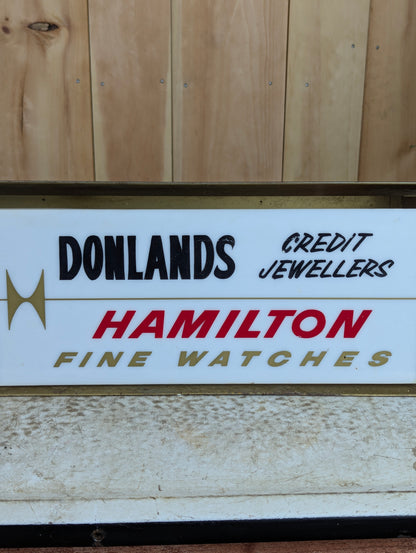 DONLANDS
CREDIT
JEWELLERS
HAMILTON
FINE WATCHES